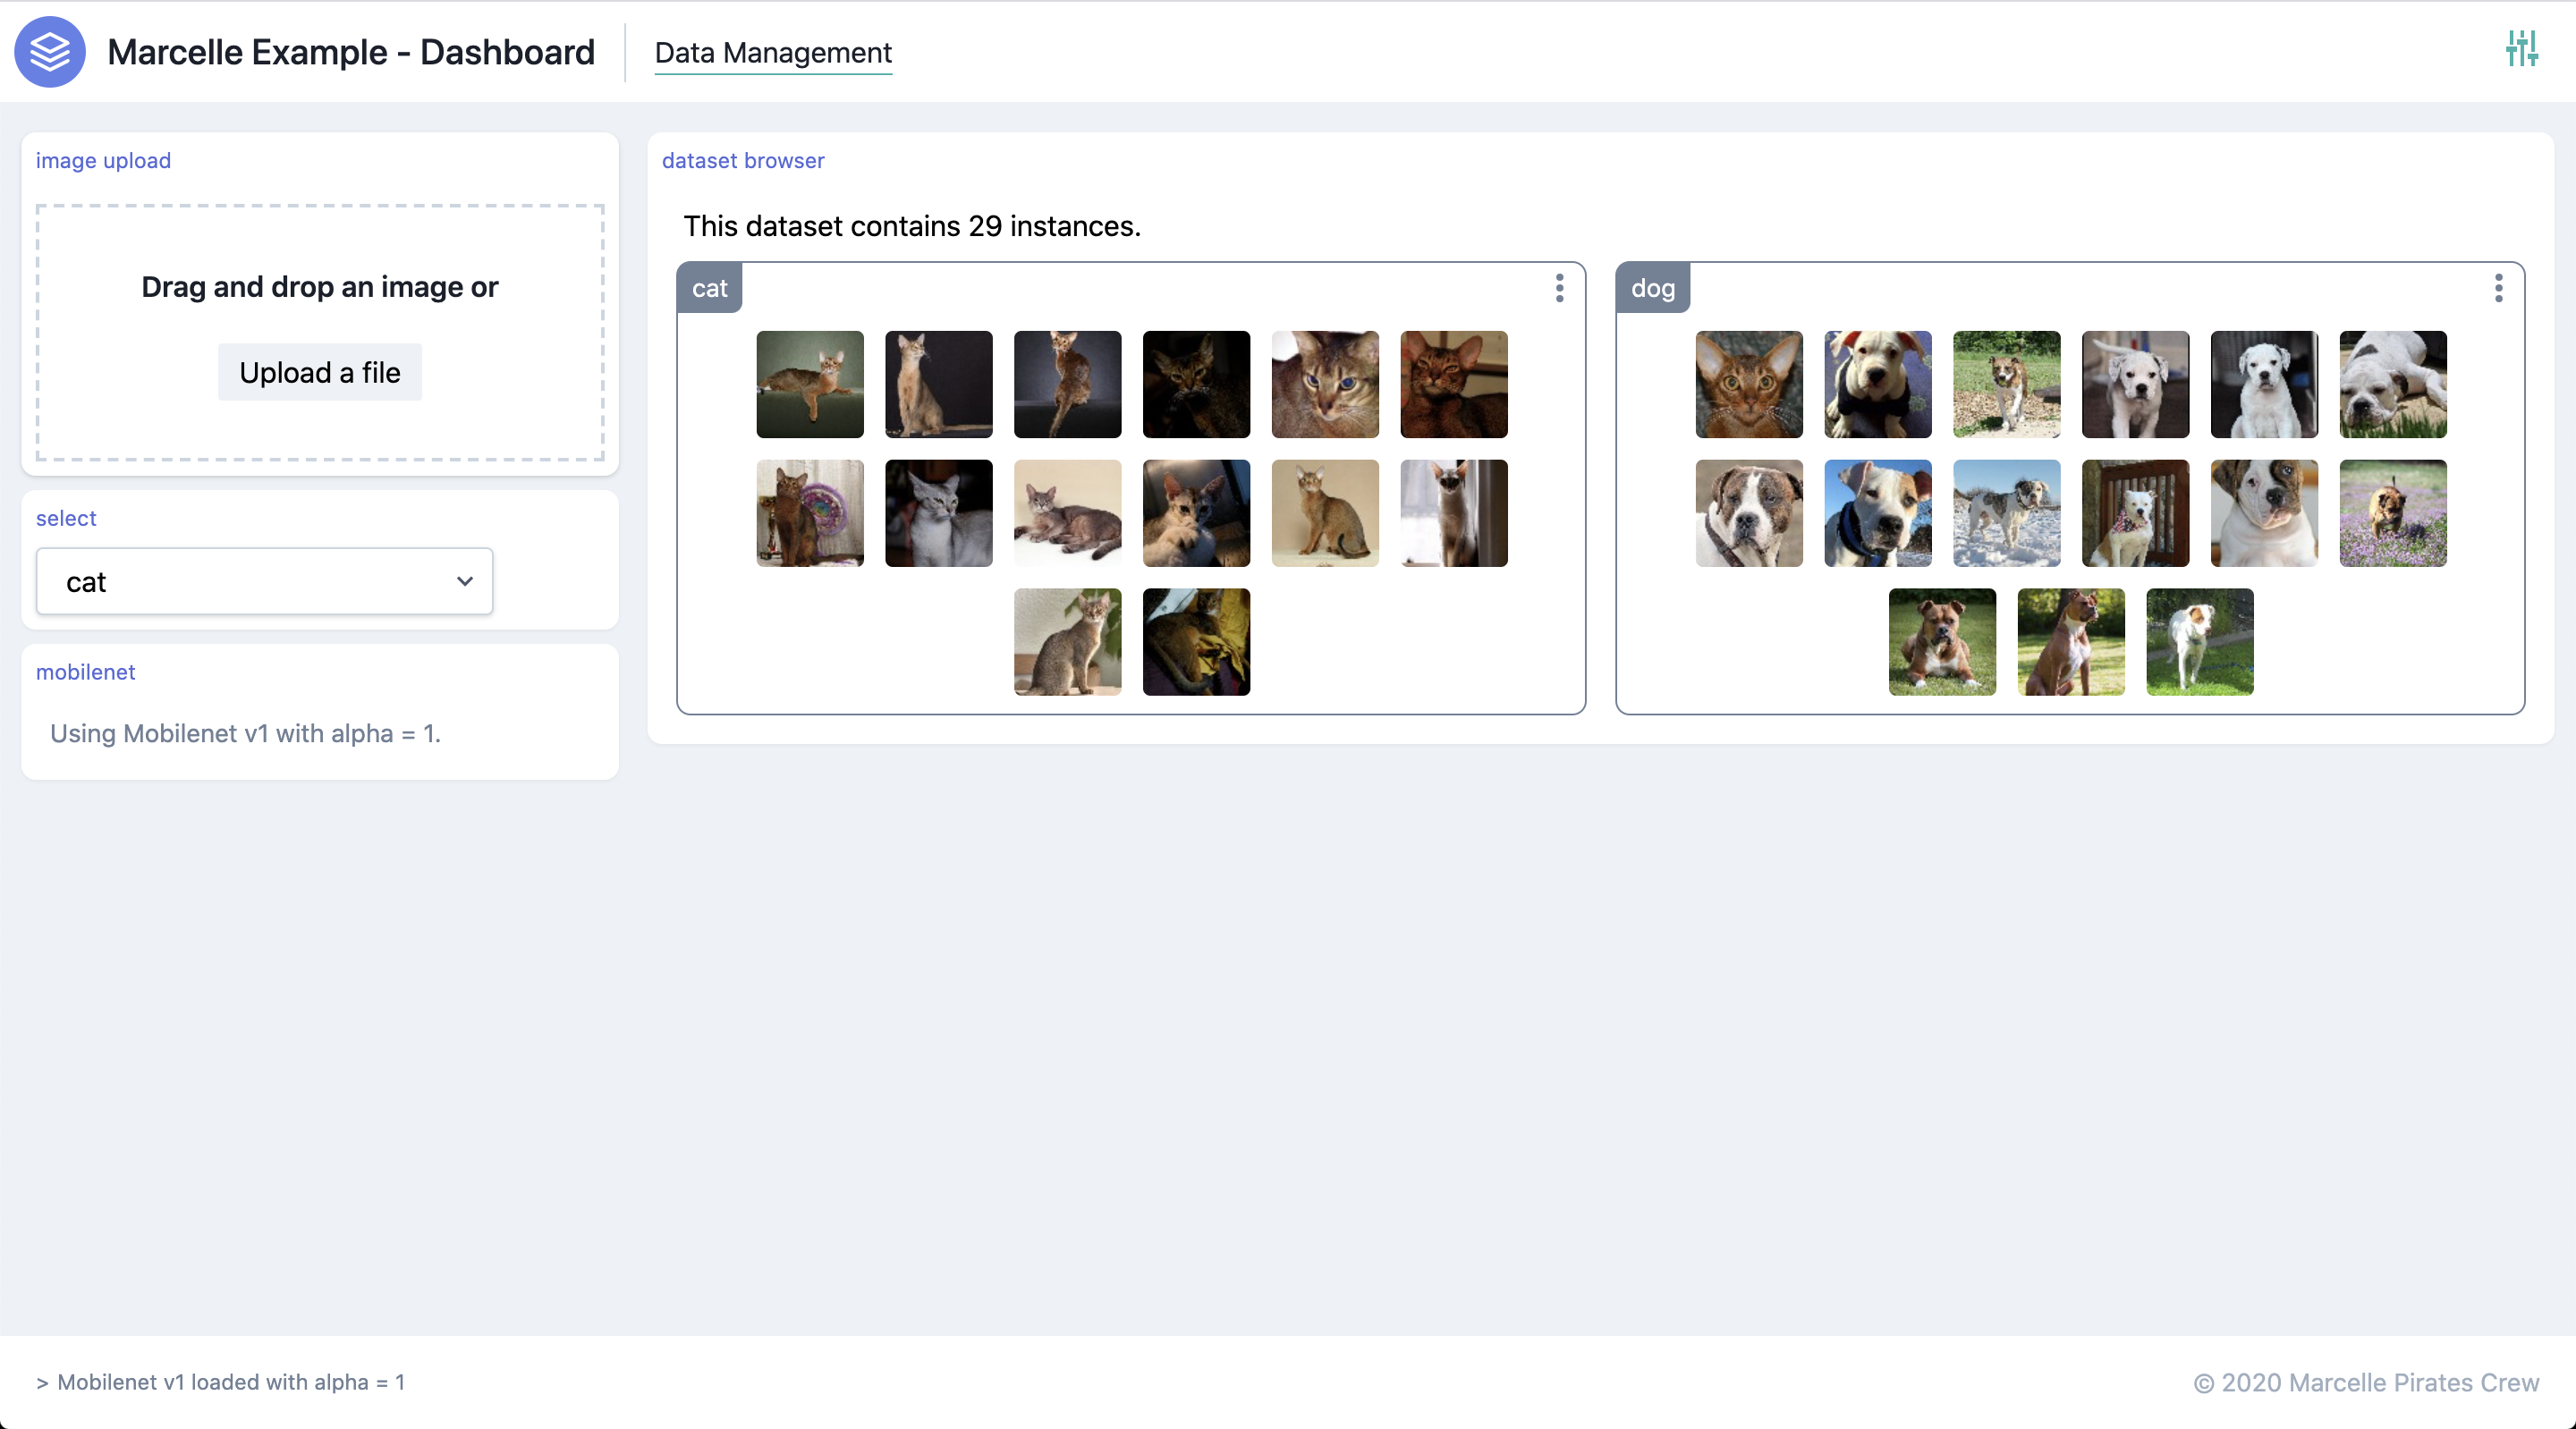 Marcelle Example - Dashboard
Data Management
image upload
Drag and drop an image or
Upload a file
select
cat
mobilenet
Using Mobilenet v1 with alpha = 1.
dataset browser
This dataset contains 29 instances.
cat
dog
> Mobilenet v1 loaded with alpha = 1
© 2020 Marcelle Pirates Crew